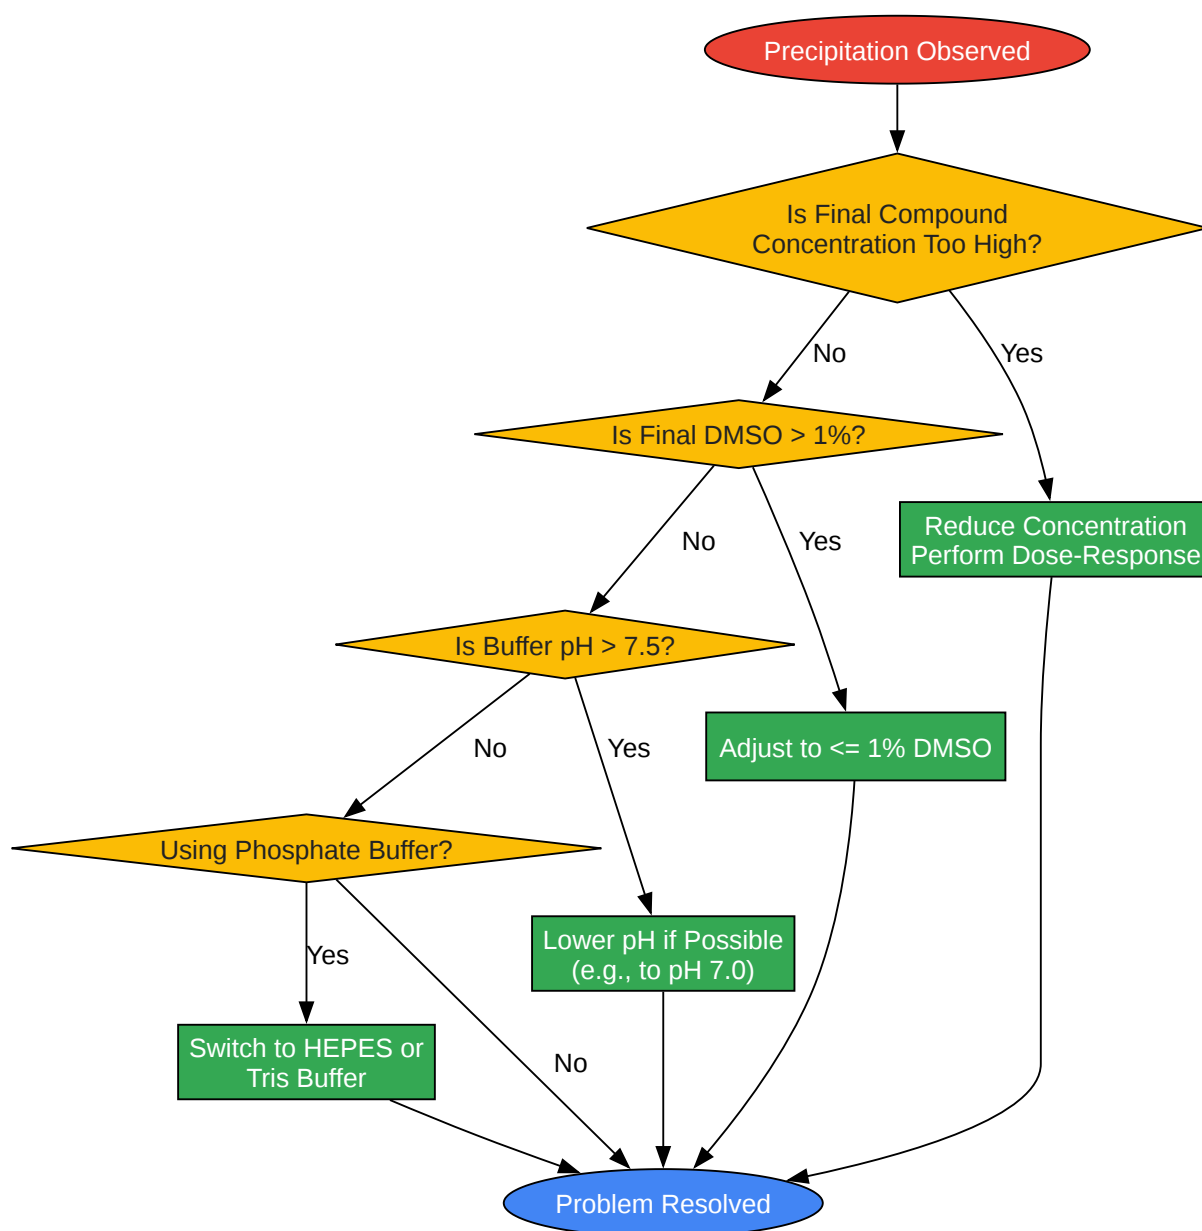 Precipitation Observed
Is Final Compound
Concentration Too High?
No
Yes
Is Final DMSO > 1%?
No
Yes
Reduce Concentration
Perform Dose-Response
Is Buffer pH > 7.5?
No
Yes
Adjust to <= 1% DMSO
Using Phosphate Buffer?
Yes
Lower pH if Possible
(e.g., to pH 7.0)
Switch to HEPES or
Tris Buffer
No
Problem Resolved